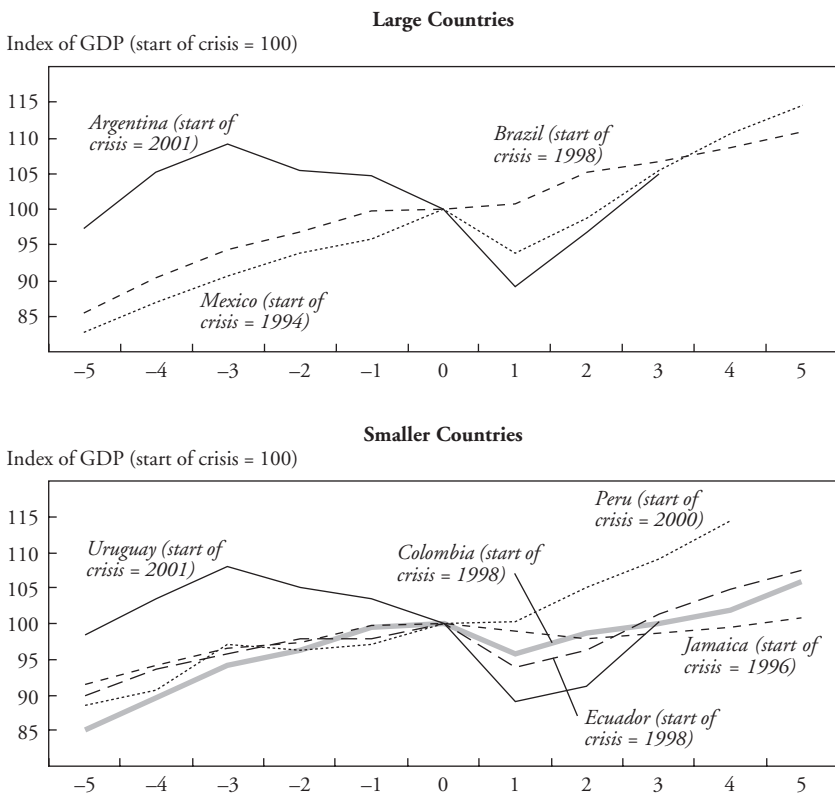 Large Countries
Index of GDP (start of crisis = 100)
115
110
105
100
95
90
85
Argentina (start of
crisis = 2001)
Brazil (start of
crisis = 1998)
Mexico (start of
crisis = 1994)
–5 –4 –3 –2 –1 0 1 2 3 4 5
Smaller Countries
Index of GDP (start of crisis = 100)
115
110
105
100
95
90
85
Uruguay (start of
crisis = 2001)
Colombia (start of
crisis = 1998)
Peru (start of
crisis = 2000)
Jamaica (start of
crisis = 1996)
Ecuador (start of
crisis = 1998)
–5 –4 –3 –2 –1 0 1 2 3 4 5